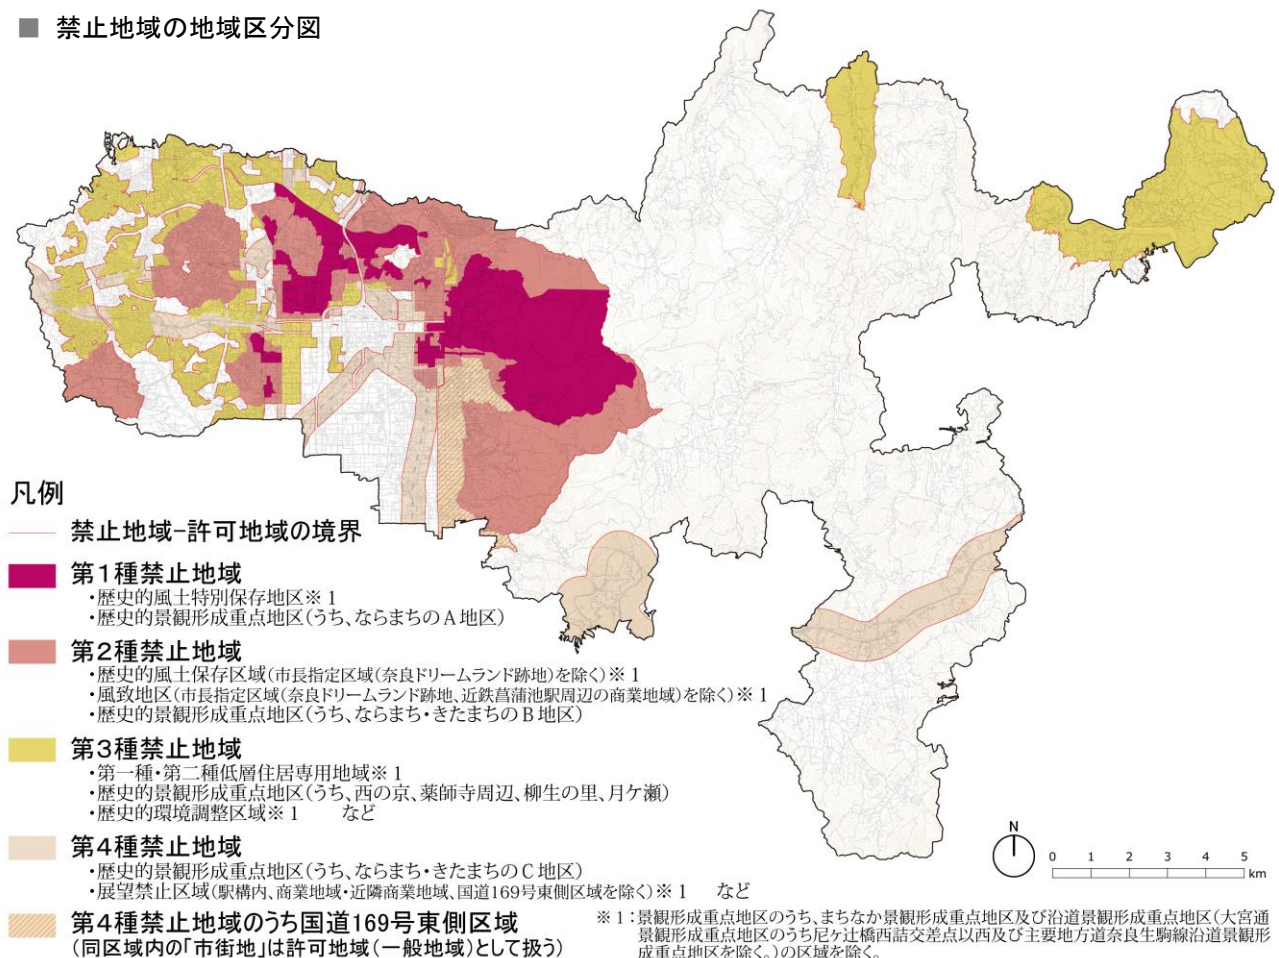 ■ 禁止地域の地域区分図
凡例
禁止地域-許可地域の境界
第1種禁止地域
・歴史的風土特別保存地区※1
・歴史的景観形成重点地区(うち、ならまちのA地区)
第2種禁止地域
・歴史的風土保存区域(市長指定区域(奈良ドリームランド跡地)を除く)※1
・風致地区(市長指定区域(奈良ドリームランド跡地、近鉄菖蒲池駅周辺の商業地域)を除く)※1
・歴史的景観形成重点地区(うち、ならまち・きたまちのB地区)
第3種禁止地域
・第一種・第二種低層住居専用地域※1
・歴史的景観形成重点地区(うち、西の京、薬師寺周辺、柳生の里、月ケ瀬)
・歴史的環境調整区域※1 など
第4種禁止地域
・歴史的景観形成重点地区(うち、ならまち・きたまちのC地区)
・展望禁止区域(駅構内、商業地域・近隣商業地域、国道169号東側区域を除く)※1 など
第4種禁止地域のうち国道169号東側区域
(同区域内の「市街地」は許可地域(一般地域)として扱う)
N
0 1 2 3 4 5
km
※1:景観形成重点地区のうち、まちなか景観形成重点地区及び沿道景観形成重点地区(大宮通
景観形成重点地区のうち尼ヶ辻橋西詰交差点以西及び主要地方道奈良生駒線沿道景観形
成重点地区を除く。)の区域を除く。